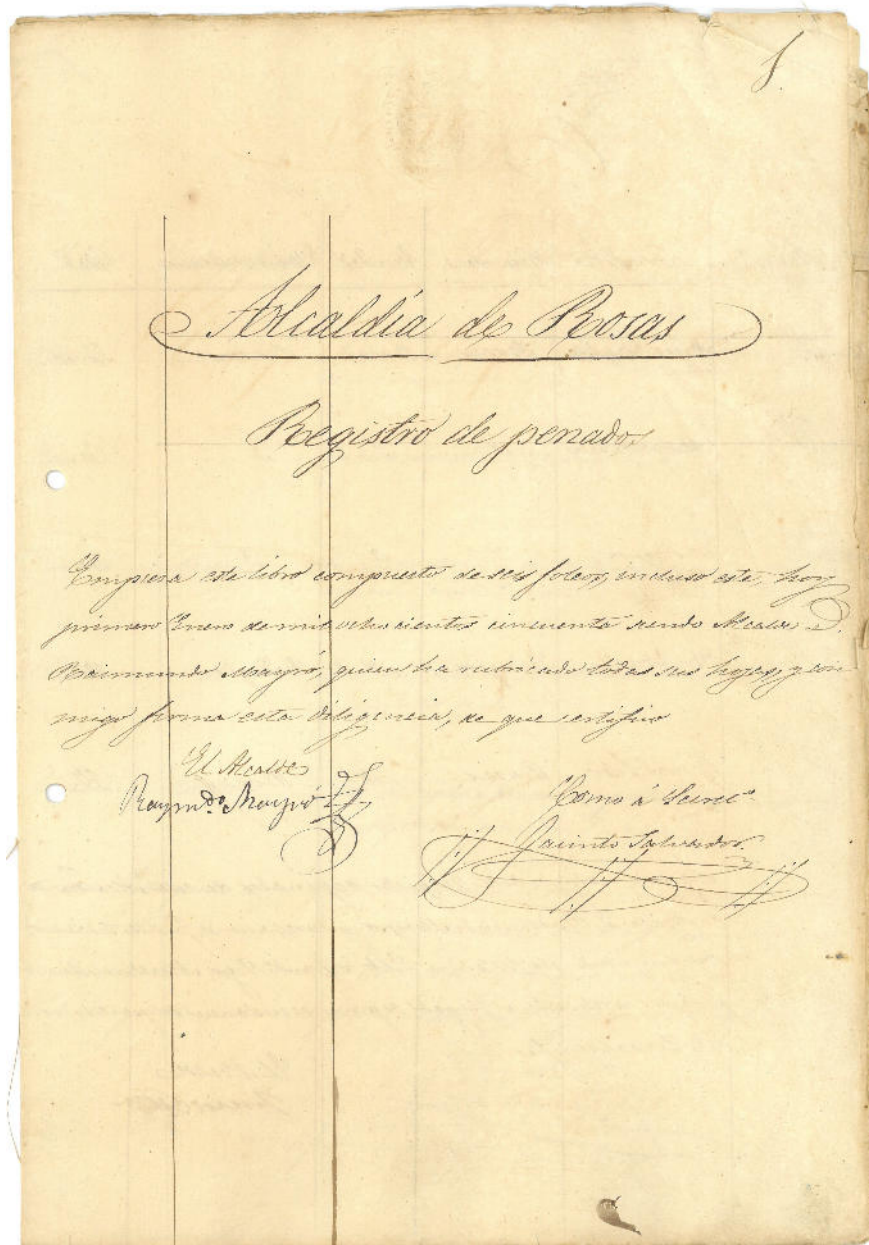 1.
Alcaldía de Rosas
Registro de penados
Empieza este libro compuesto de seis folios, incluso este, hoy
primero Enero de mil ochocientos cincuenta siendo Alcalde D.
Raimundo Mayró, quien ha rubricado todas sus hojas, y con
migo firma esta diligencia, de que certifico
El Alcalde
Raym.do Mayró
Como á Secret.o
Jacinto Salvador